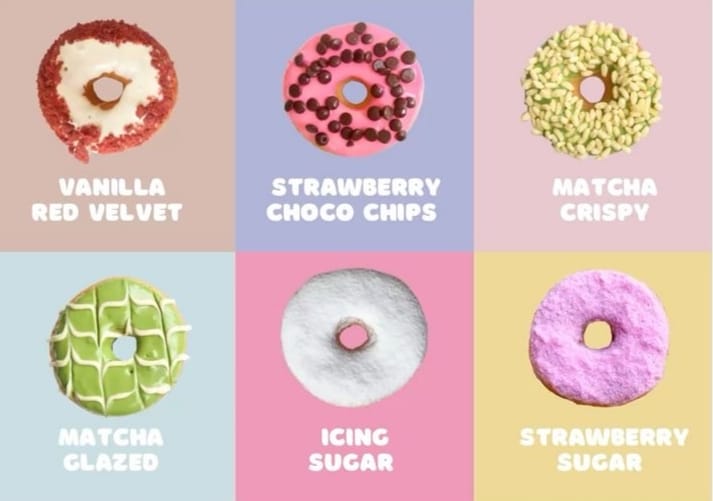 VANILLA
RED VELVET
STRAWBERRY
CHOCO CHIPS
MATCHA
CRISPY
MATCHA
GLAZED
ICING
SUGAR
STRAWBERRY
SUGAR